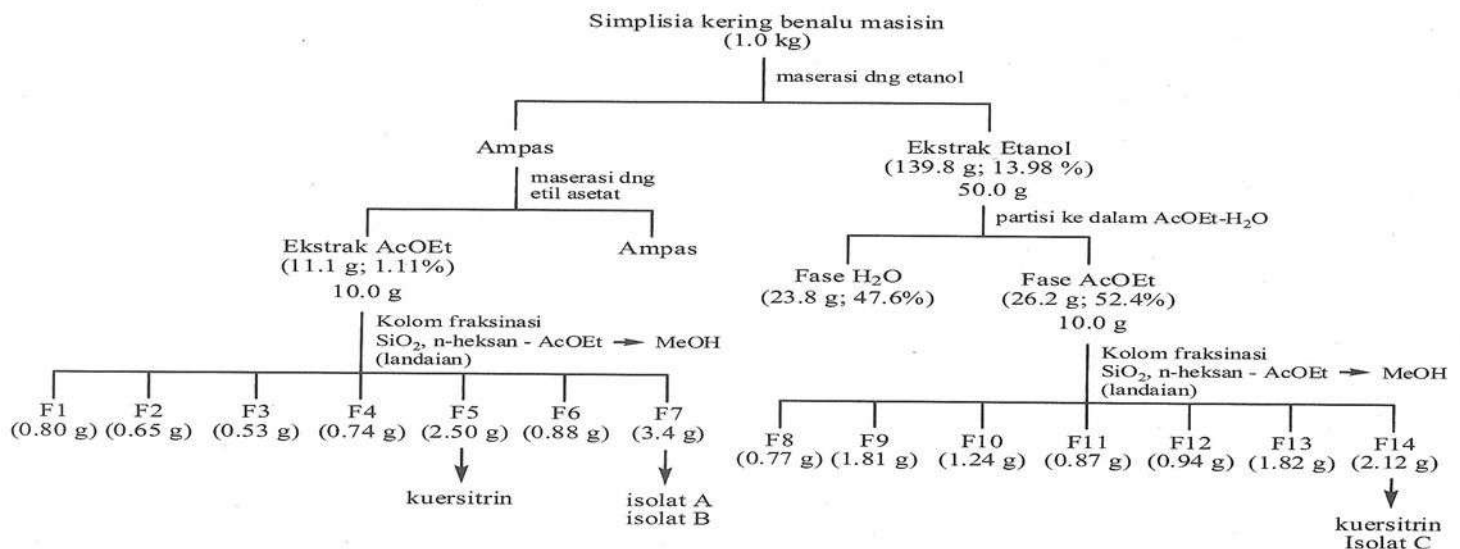 Simplisia kering benalu masisin
(1.0 kg)
maserasi dng etanol
Ampas
maserasi dng
etil asetat
Ekstrak AcOEt
(11.1 g; 1.11%)
10.0 g
Ampas
Kolom fraksinasi
SiO₂, n-heksan - AcOEt → MeOH
(landaian)
F1
(0.80 g)
F2
(0.65 g)
F3
(0.53 g)
F4
(0.74 g)
F5
(2.50 g)
F6
(0.88 g)
F7
(3.4 g)
kuersitrin
isolat A
isolat B
Ekstrak Etanol
(139.8 g; 13.98 %)
50.0 g
partisi ke dalam AcOEt-H₂O
Fase H₂O
(23.8 g; 47.6%)
Fase AcOEt
(26.2 g; 52.4%)
10.0 g
Kolom fraksinasi
SiO₂, n-heksan - AcOEt → MeOH
(landaian)
F8
(0.77 g)
F9
(1.81 g)
F10
(1.24 g)
F11
(0.87 g)
F12
(0.94 g)
F13
(1.82 g)
F14
(2.12 g)
kuersitrin
Isolat C